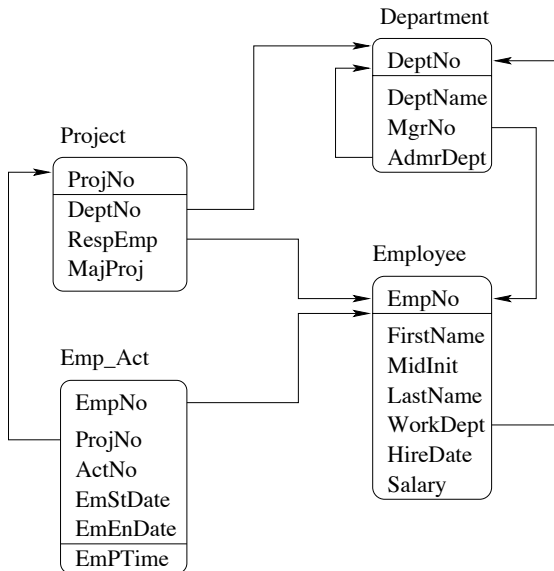 Department
DeptNo
DeptName
MgrNo
AdmrDept
Project
ProjNo
DeptNo
RespEmp
MajProj
Employee
EmpNo
FirstName
MidInit
LastName
WorkDept
HireDate
Salary
Emp_Act
EmpNo
ProjNo
ActNo
EmStDate
EmEnDate
EmPTime